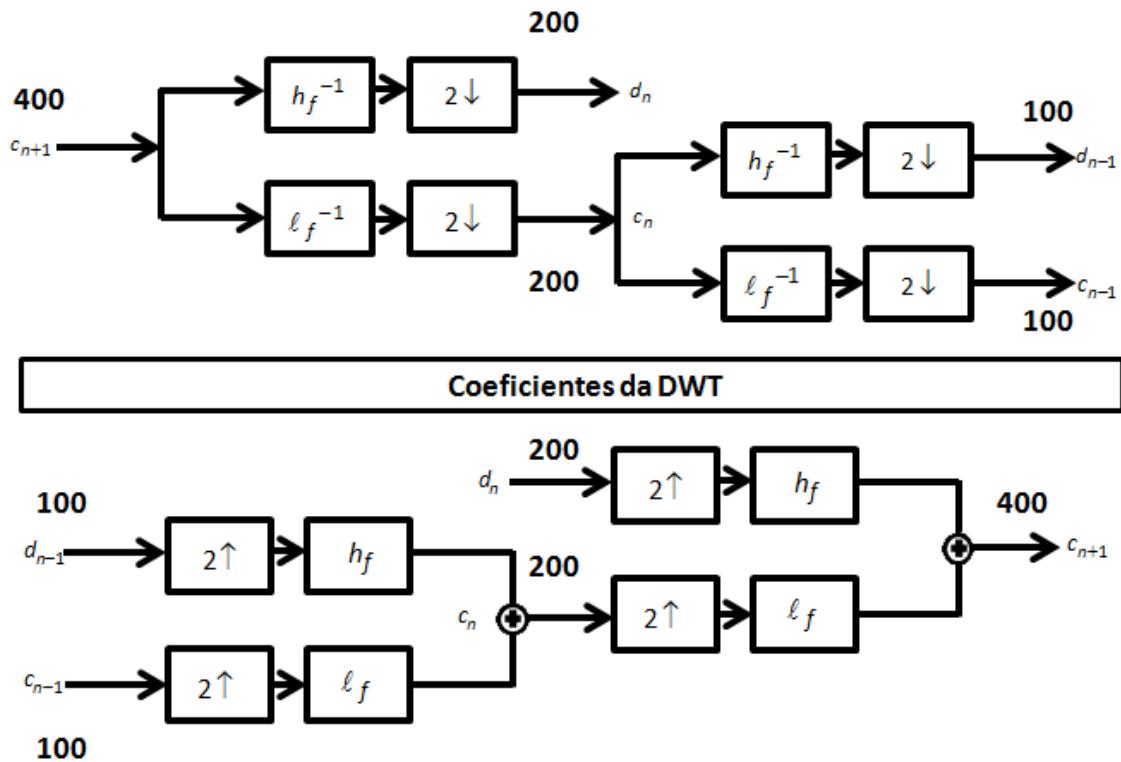 200
400
h_f^{-1} 2↓ d_n
c_{n+1}
100
h_f^{-1} 2↓ d_{n-1}
ℓ_f^{-1} 2↓ c_n
200
ℓ_f^{-1} 2↓ c_{n-1}
100
Coeficientes da DWT
200
d_n 2↑ h_f
100
400
d_{n-1} 2↑ h_f
c_{n+1}
200
c_n 2↑ ℓ_f
c_{n-1} 2↑ ℓ_f
100